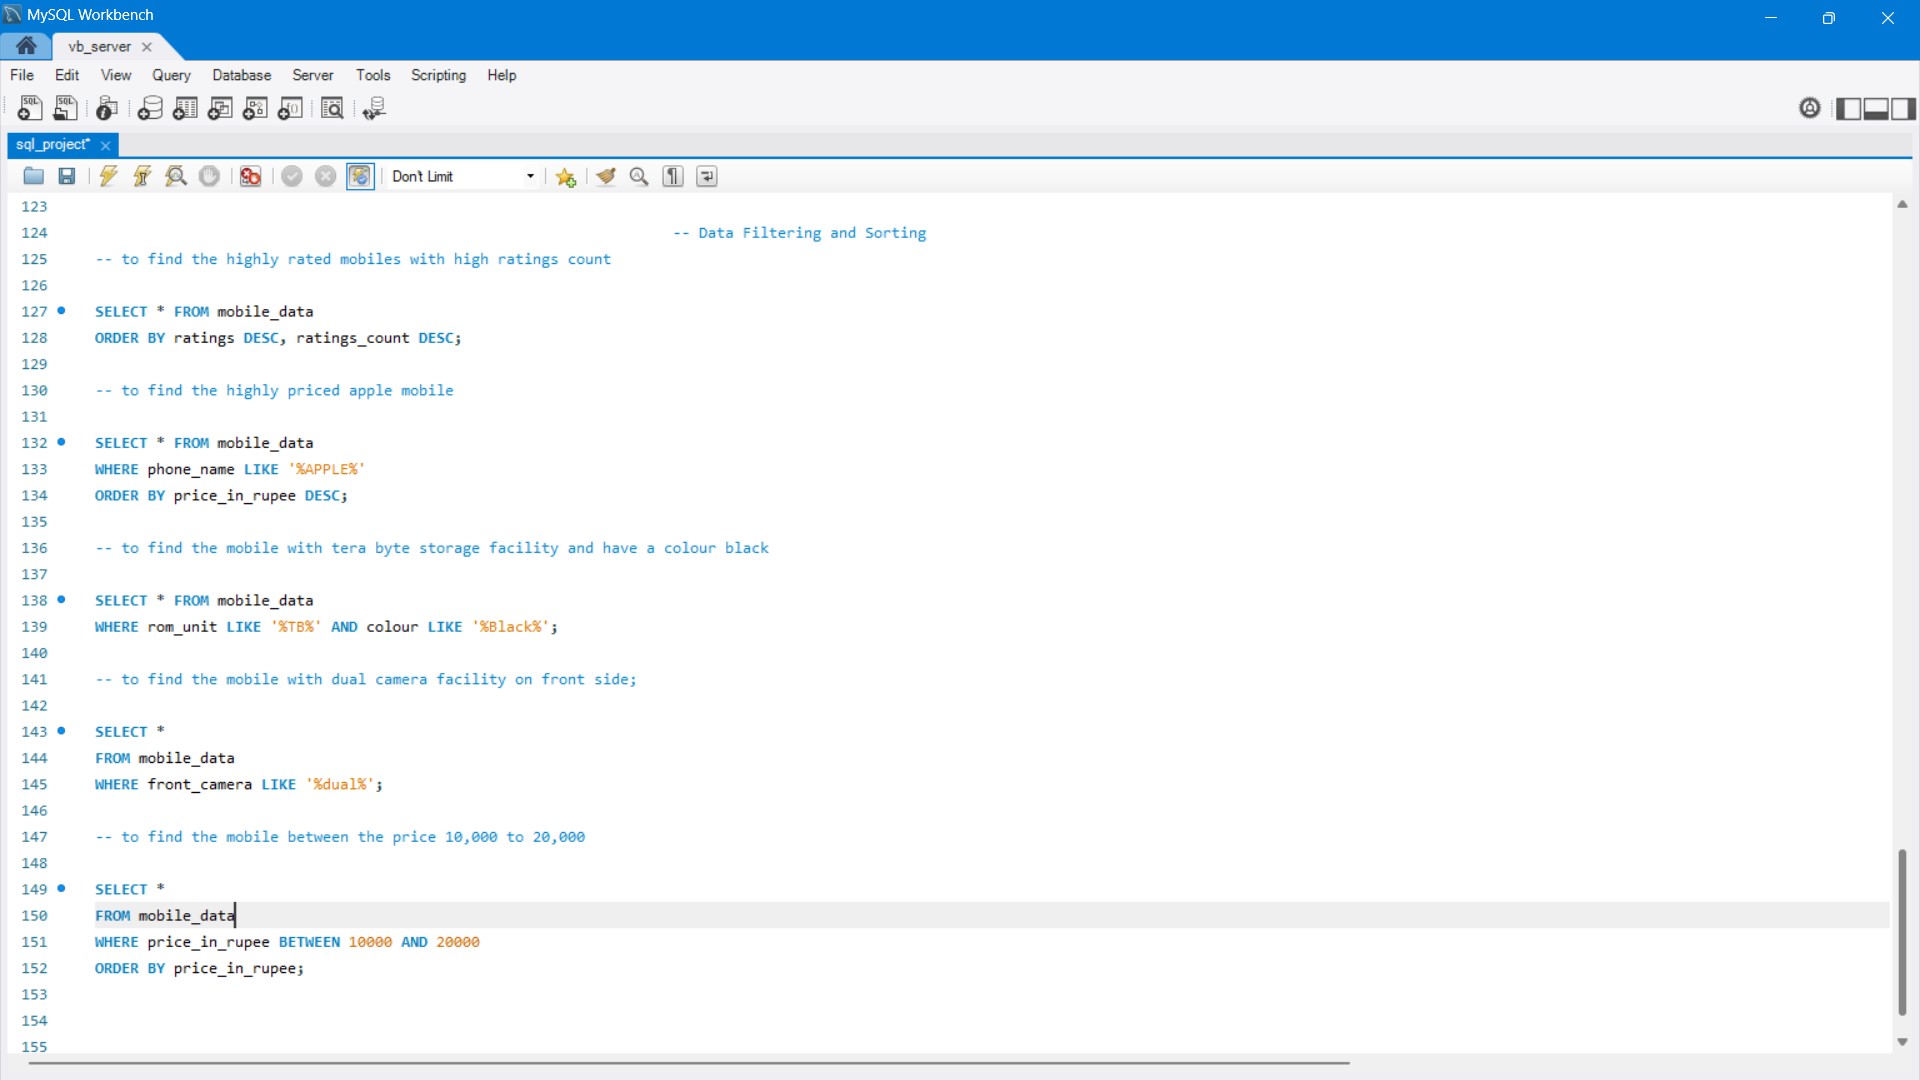 MySQL Workbench
vb_server
File Edit View Query Database Server Tools Scripting Help
sql_project*
Don't Limit
123
124 -- Data Filtering and Sorting
125 -- to find the highly rated mobiles with high ratings count
126
127 SELECT * FROM mobile_data
128 ORDER BY ratings DESC, ratings_count DESC;
129
130 -- to find the highly priced apple mobile
131
132 SELECT * FROM mobile_data
133 WHERE phone_name LIKE '%APPLE%'
134 ORDER BY price_in_rupee DESC;
135
136 -- to find the mobile with tera byte storage facility and have a colour black
137
138 SELECT * FROM mobile_data
139 WHERE rom_unit LIKE '%TB%' AND colour LIKE '%Black%';
140
141 -- to find the mobile with dual camera facility on front side;
142
143 SELECT *
144 FROM mobile_data
145 WHERE front_camera LIKE '%dual%';
146
147 -- to find the mobile between the price 10,000 to 20,000
148
149 SELECT *
150 FROM mobile_data
151 WHERE price_in_rupee BETWEEN 10000 AND 20000
152 ORDER BY price_in_rupee;
153
154
155